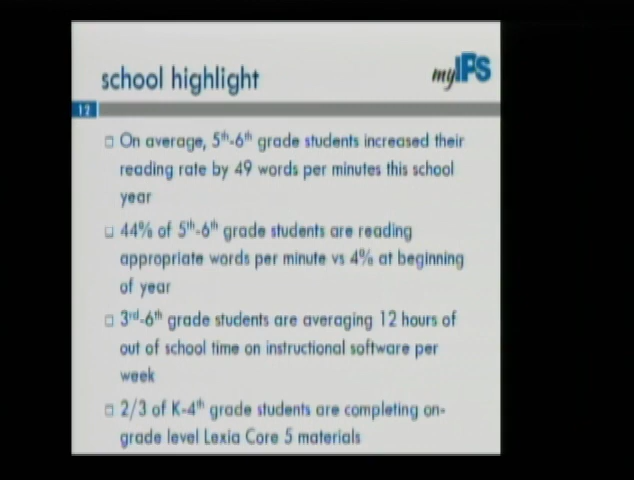 school highlight
myIPS
12
□ On average, 5th-6th grade students increased their
reading rate by 49 words per minutes this school
year
□ 44% of 5th-6th grade students are reading
appropriate words per minute vs 4% at beginning
of year
□ 3rd-6th grade students are averaging 12 hours of
out of school time on instructional software per
week
□ 2/3 of K-4th grade students are completing on-
grade level Lexia Core 5 materials